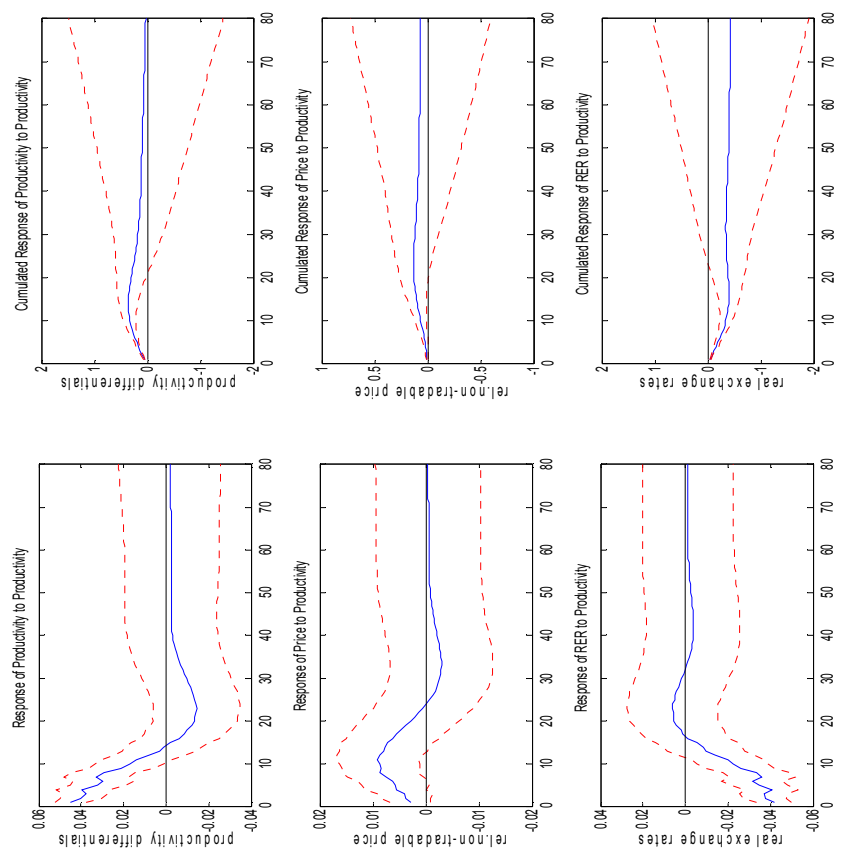 Response of Productivity to Productivity
productivity differentials
0.06
0.04
0.02
0
-0.02
-0.04
0 10 20 30 40 50 60 70 80
Cumulated Response of Productivity to Productivity
productivity differentials
2
1
0
-1
-2
0 10 20 30 40 50 60 70 80
Response of Price to Productivity
rel.non-tradable price
0.02
0.01
0
-0.01
-0.02
0 10 20 30 40 50 60 70 80
Cumulated Response of Price to Productivity
rel.non-tradable price
1
0.5
0
-0.5
-1
0 10 20 30 40 50 60 70 80
Response of RER to Productivity
real exchange rates
0.04
0.02
0
-0.02
-0.04
-0.06
0 10 20 30 40 50 60 70 80
Cumulated Response of RER to Productivity
real exchange rates
2
1
0
-1
-2
0 10 20 30 40 50 60 70 80